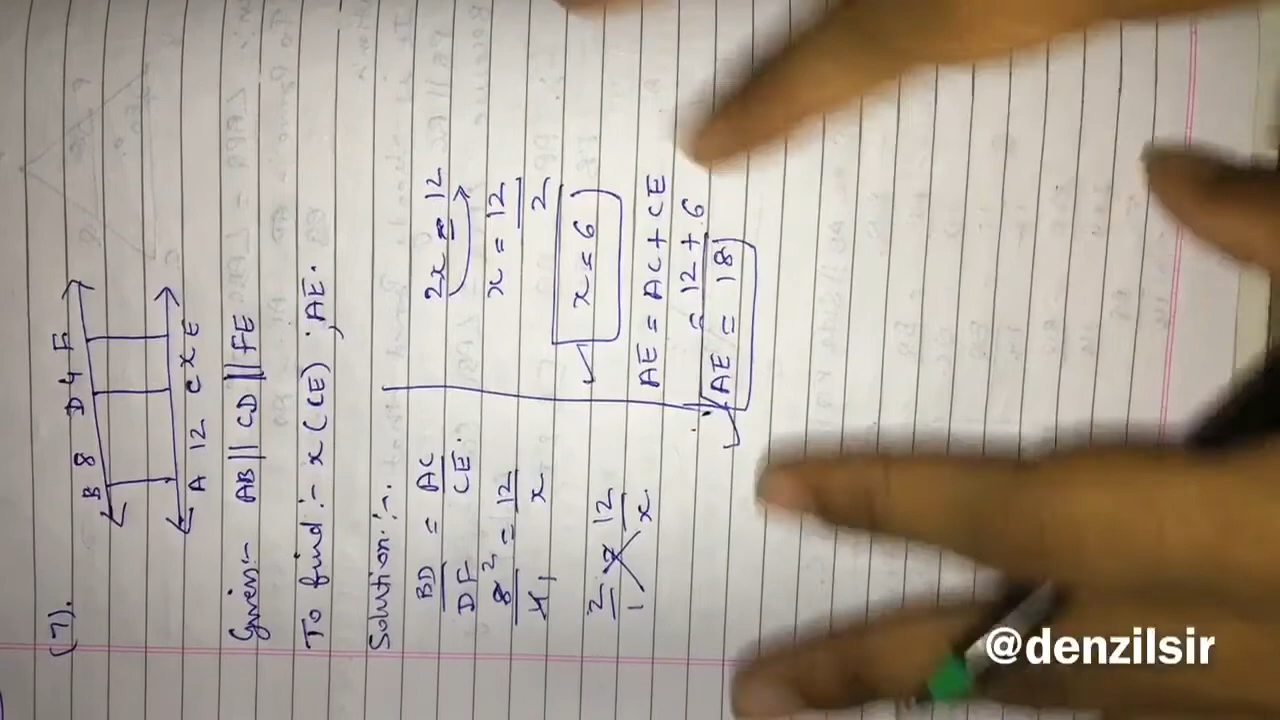 (7).
B 8 D 4 F
A 12 C x E
Given:- AB || CD || FE
To find:- x(CE), AE.
Solution:-
BD/DF = AC/CE.
8/4 = 12/x
2/1 = 12/x
2x = 12
x = 12/2
x = 6
AE = AC + CE
= 12 + 6
AE = 18
@denzilsir